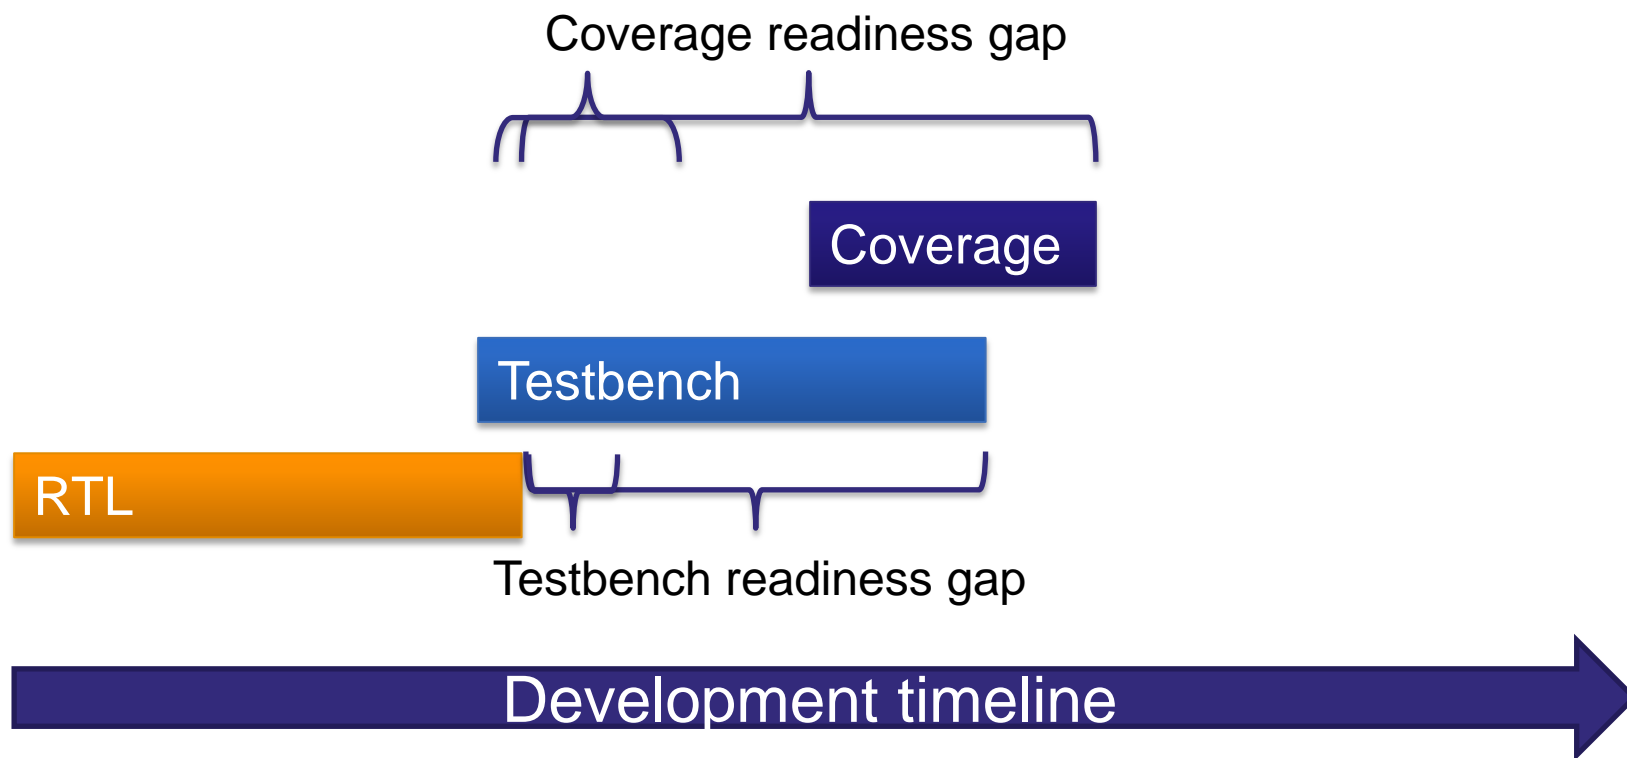 Coverage readiness gap
Coverage
Testbench
RTL
Testbench readiness gap
Development timeline